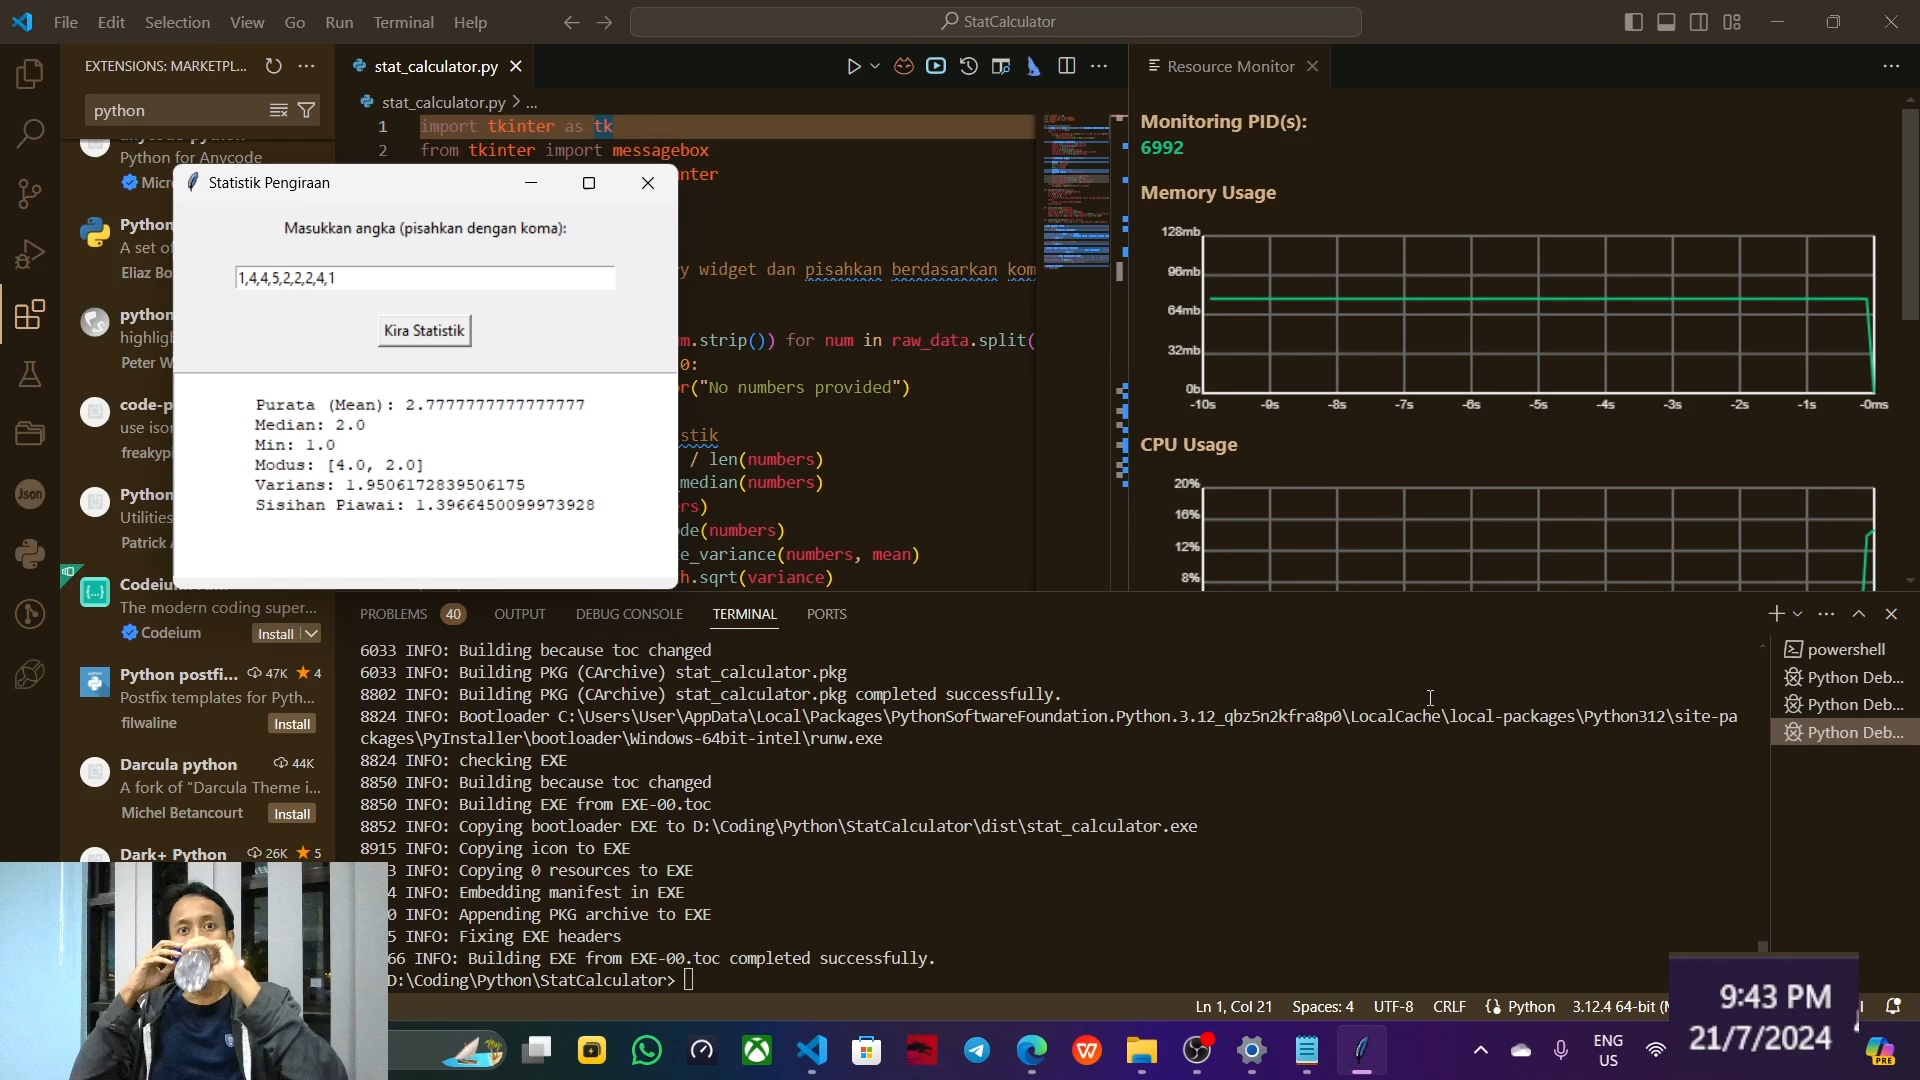 File Edit Selection View Go Run Terminal Help
StatCalculator
EXTENSIONS: MARKETPL...
python
Python for Anycode
Python
A set of
Eliaz Bo
python
highligh
Peter W
code-p
use isor
freakypi
Python
Utilities
Patrick
Codeium
The modern coding super...
Codeium
Install
Python postfi... 47K 4
Postfix templates for Pyth...
filwaline
Install
Darcula python 44K
A fork of "Darcula Theme i...
Michel Betancourt
Install
Dark+ Python 26K 5
stat_calculator.py
stat_calculator.py > ...
1 import tkinter as tk
2 from tkinter import messagebox
nter
y widget dan pisahkan berdasarkan kom
m.strip()) for num in raw_data.split(
0:
r("No numbers provided")
stik
/ len(numbers)
_median(numbers)
rs)
de(numbers)
e_variance(numbers, mean)
h.sqrt(variance)
Statistik Pengiraan
Masukkan angka (pisahkan dengan koma):
1,4,4,5,2,2,2,4,1
Kira Statistik
Purata (Mean): 2.7777777777777777
Median: 2.0
Min: 1.0
Modus: [4.0, 2.0]
Varians: 1.9506172839506175
Sisihan Piawai: 1.3966450099973928
Resource Monitor
Monitoring PID(s):
6992
Memory Usage
128mb
96mb
64mb
32mb
0b
-10s -9s -8s -7s -6s -5s -4s -3s -2s -1s -0ms
CPU Usage
20%
16%
12%
8%
PROBLEMS 40 OUTPUT DEBUG CONSOLE TERMINAL PORTS
6033 INFO: Building because toc changed
6033 INFO: Building PKG (CArchive) stat_calculator.pkg
8802 INFO: Building PKG (CArchive) stat_calculator.pkg completed successfully.
8824 INFO: Bootloader C:\Users\User\AppData\Local\Packages\PythonSoftwareFoundation.Python.3.12_qbz5n2kfra8p0\LocalCache\local-packages\Python312\site-pa
ckages\PyInstaller\bootloader\Windows-64bit-intel\runw.exe
8824 INFO: checking EXE
8850 INFO: Building because toc changed
8850 INFO: Building EXE from EXE-00.toc
8852 INFO: Copying bootloader EXE to D:\Coding\Python\StatCalculator\dist\stat_calculator.exe
8915 INFO: Copying icon to EXE
3 INFO: Copying 0 resources to EXE
4 INFO: Embedding manifest in EXE
0 INFO: Appending PKG archive to EXE
5 INFO: Fixing EXE headers
66 INFO: Building EXE from EXE-00.toc completed successfully.
D:\Coding\Python\StatCalculator>
powershell
Python Deb...
Python Deb...
Python Deb...
Ln 1, Col 21 Spaces: 4 UTF-8 CRLF Python 3.12.4 64-bit
ENG
US
9:43 PM
21/7/2024
PRE
Json